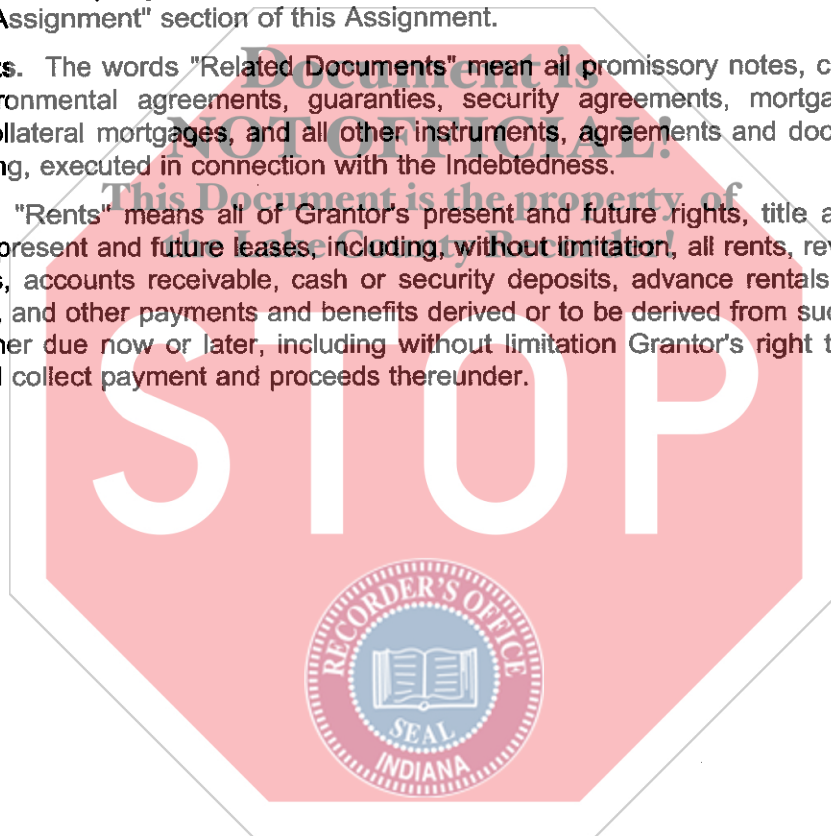 Assignment" section of this Assignment.
s. The words "Related Documents" mean all promissory notes, c
ronmental agreements, guaranties, security agreements, mortga
ollateral mortgages, and all other instruments, agreements and doc
ng, executed in connection with the Indebtedness.
"Rents" means all of Grantor's present and future rights, title a
present and future leases, including, without limitation, all rents, rev
s, accounts receivable, cash or security deposits, advance rentals
, and other payments and benefits derived or to be derived from suc
ner due now or later, including without limitation Grantor's right t
collect payment and proceeds thereunder.
Document is
NOT OFFICIAL!
This Document is the property of
the Lake County Recorder!
STOP
RECORDER'S OFFICE
SEAL
INDIANA